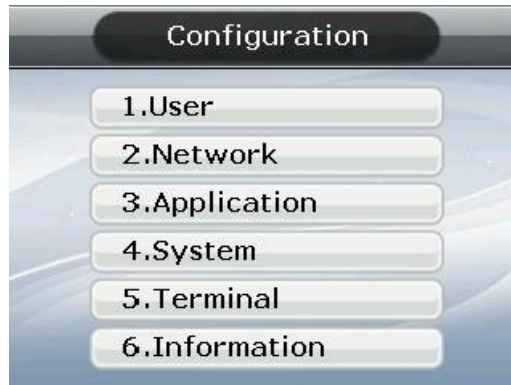 Configuration
1.User
2.Network
3.Application
4.System
5.Terminal
6.Information